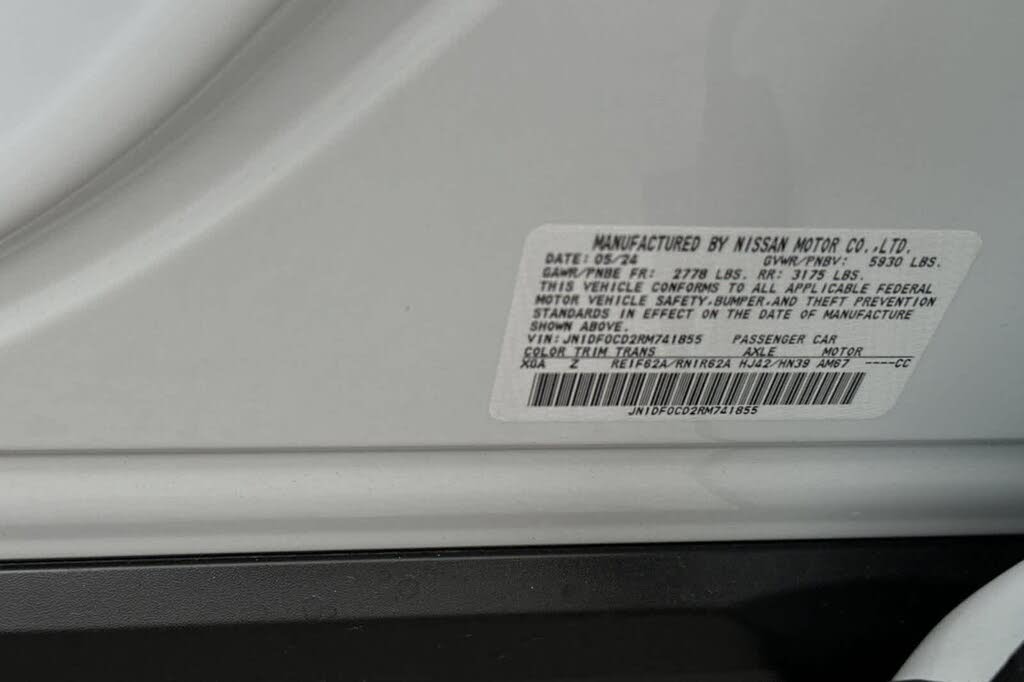 MANUFACTURED BY NISSAN MOTOR CO.,LTD.
DATE: 05/24 GVWR/PNBV: 5930 LBS.
GAWR/PNBE FR: 2778 LBS. RR: 3175 LBS.
THIS VEHICLE CONFORMS TO ALL APPLICABLE FEDERAL
MOTOR VEHICLE SAFETY,BUMPER,AND THEFT PREVENTION
STANDARDS IN EFFECT ON THE DATE OF MANUFACTURE
SHOWN ABOVE.
VIN: JN1DF0CD2RM741855 PASSENGER CAR
COLOR TRIM TRANS AXLE MOTOR
XGA Z RE1F62A/RN1R62A HJ42/HN39 AM67 ----CC
JN1DF0CD2RM741855